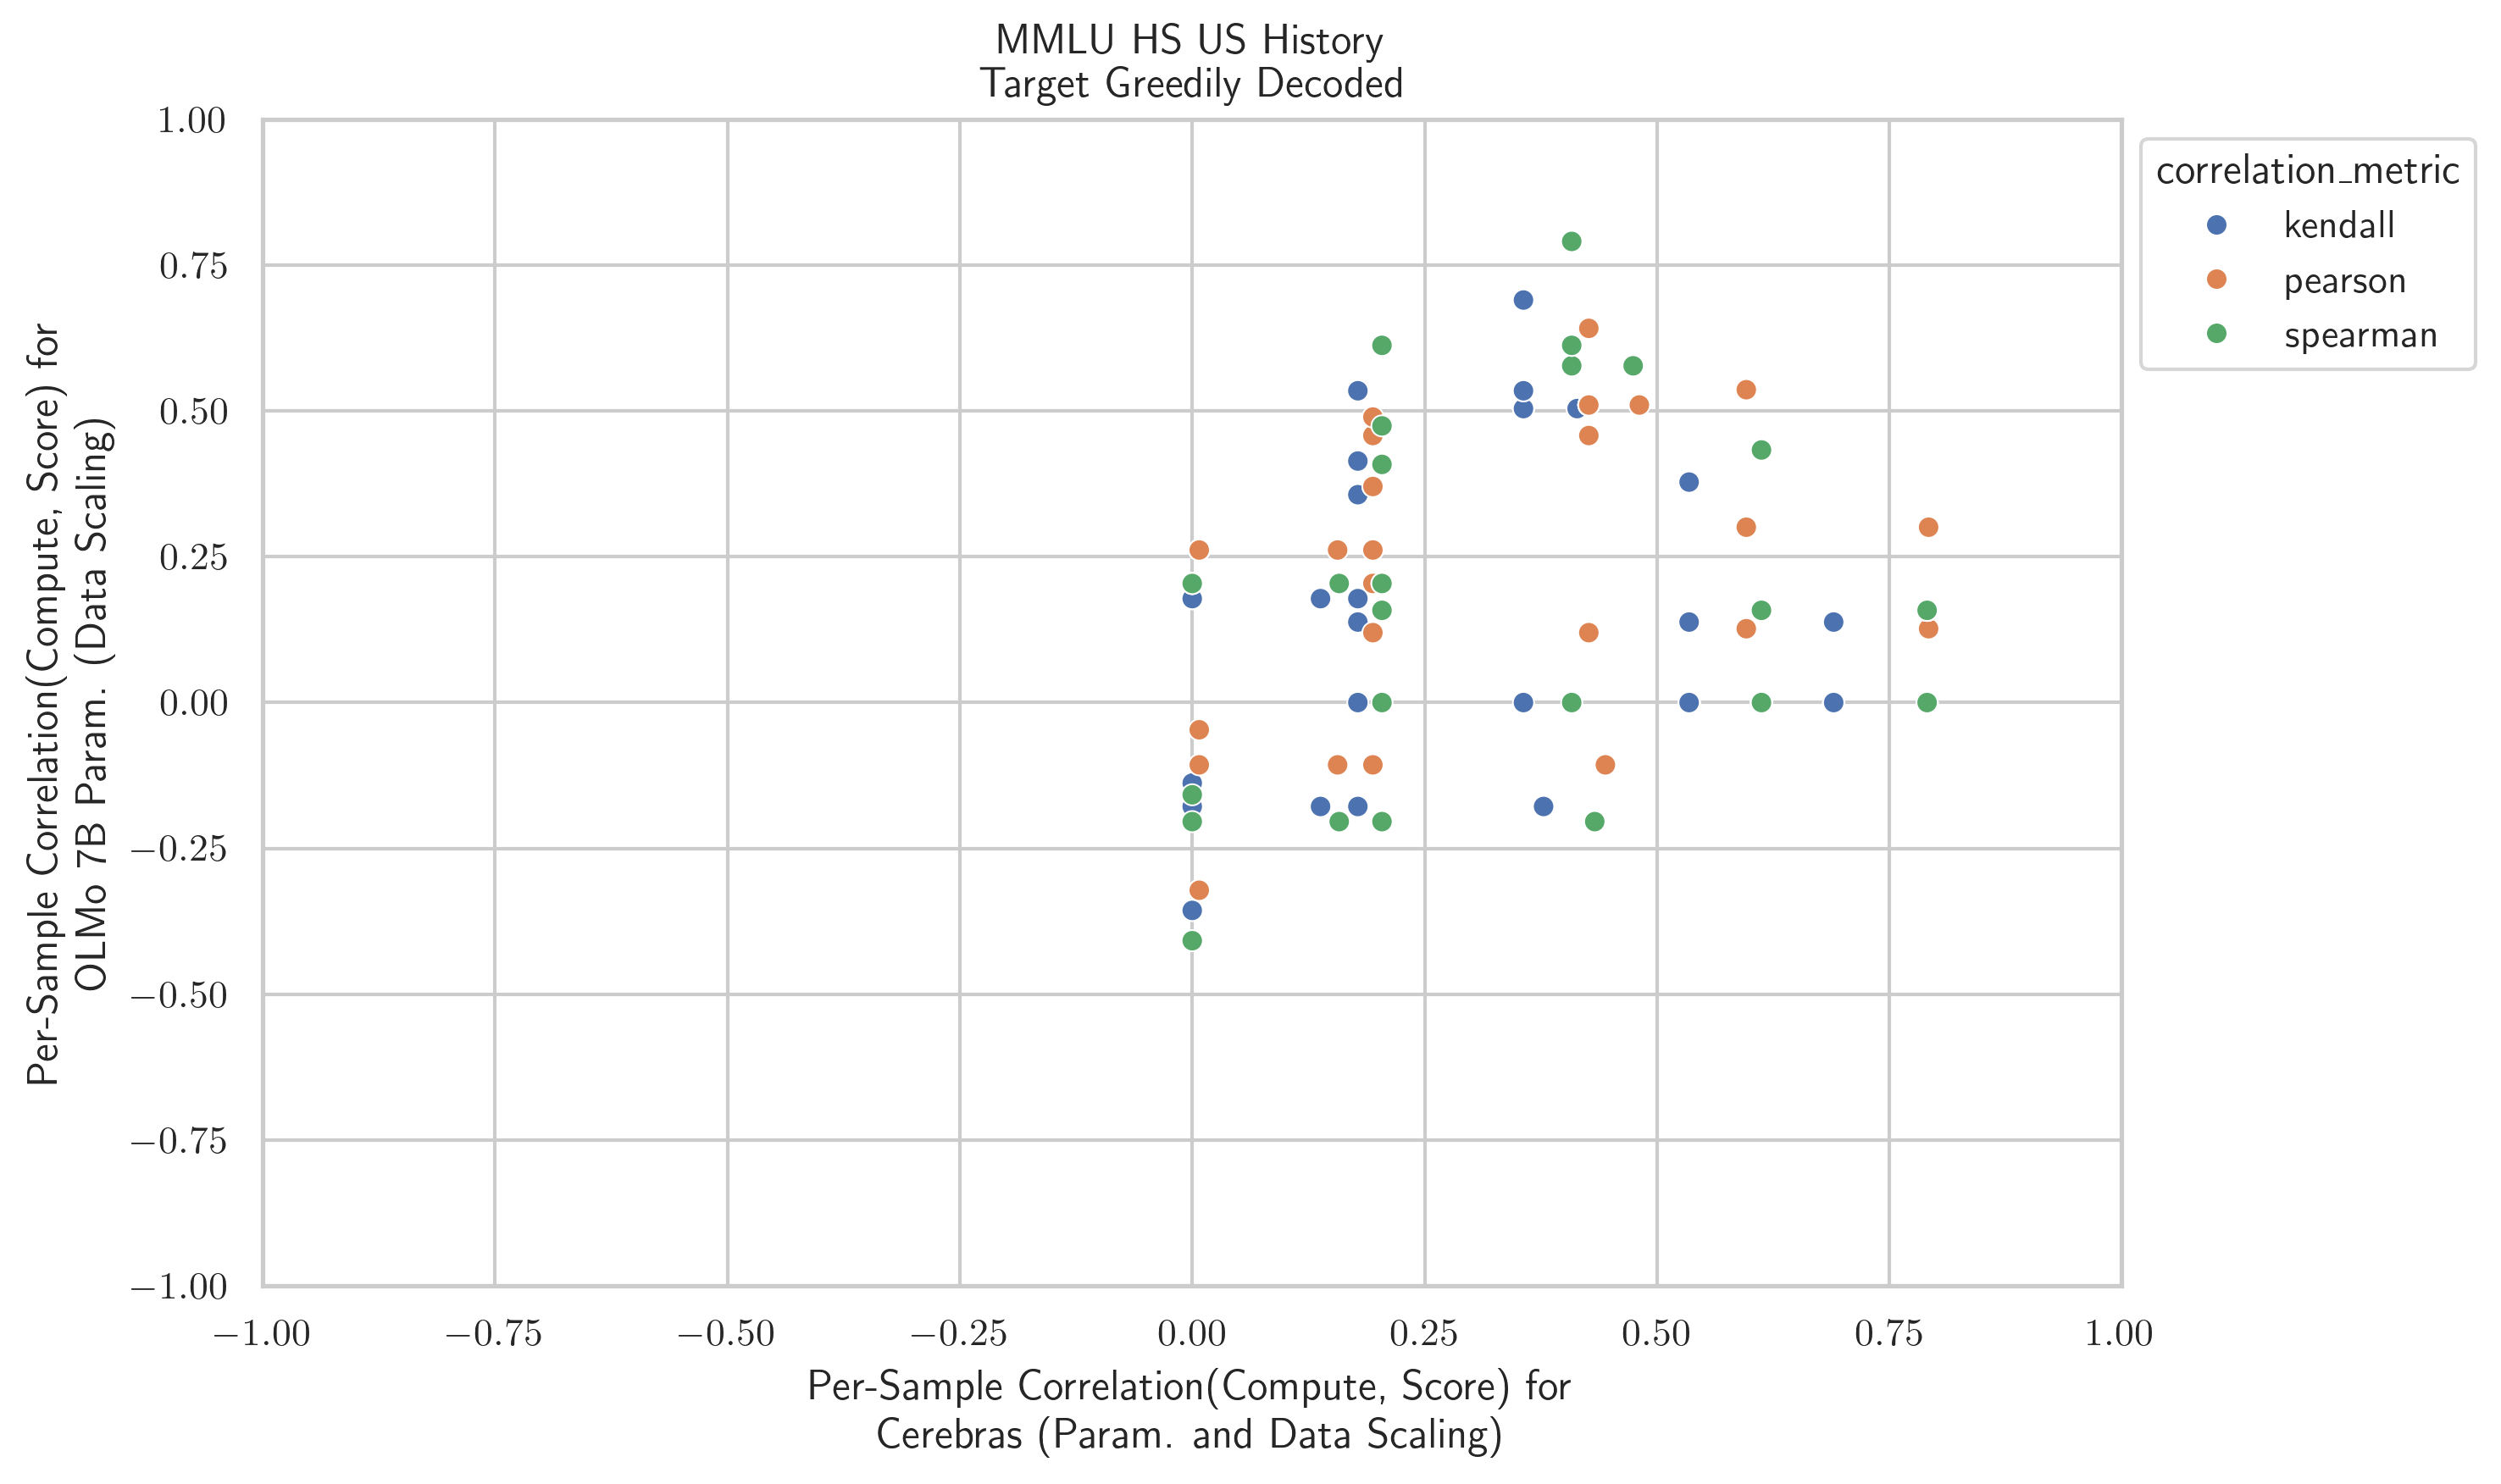 MMLU HS US History
Target Greedily Decoded
1.00
0.75
0.50
0.25
0.00
−0.25
−0.50
−0.75
−1.00
Per-Sample Correlation(Compute, Score) for
OLMo 7B Param. (Data Scaling)
−1.00 −0.75 −0.50 −0.25 0.00 0.25 0.50 0.75 1.00
Per-Sample Correlation(Compute, Score) for
Cerebras (Param. and Data Scaling)
correlation_metric
kendall
pearson
spearman